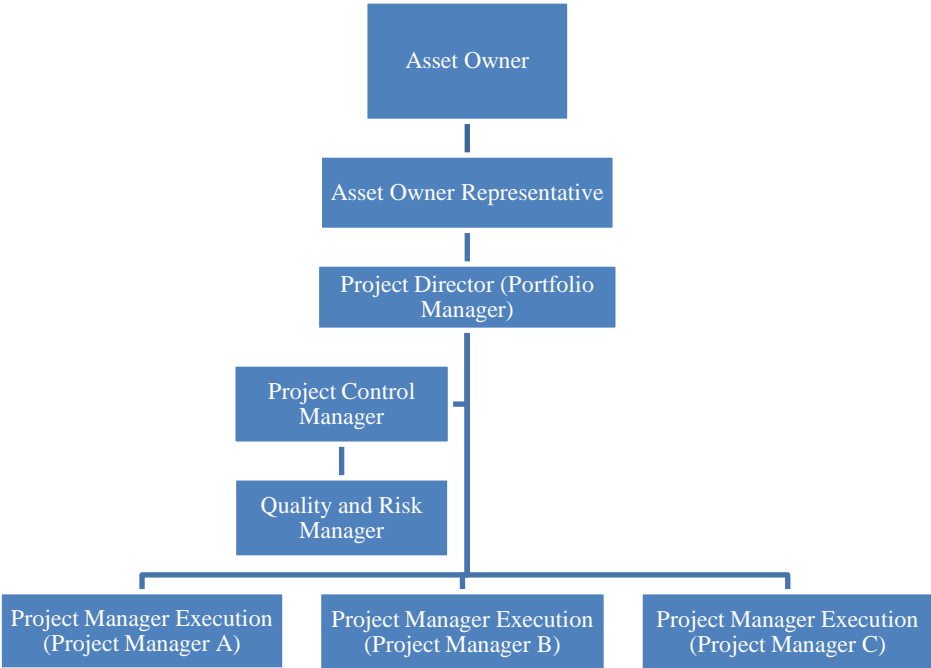 Asset Owner
Asset Owner Representative
Project Director (Portfolio
Manager)
Project Control
Manager
Quality and Risk
Manager
Project Manager Execution
(Project Manager A)
Project Manager Execution
(Project Manager B)
Project Manager Execution
(Project Manager C)